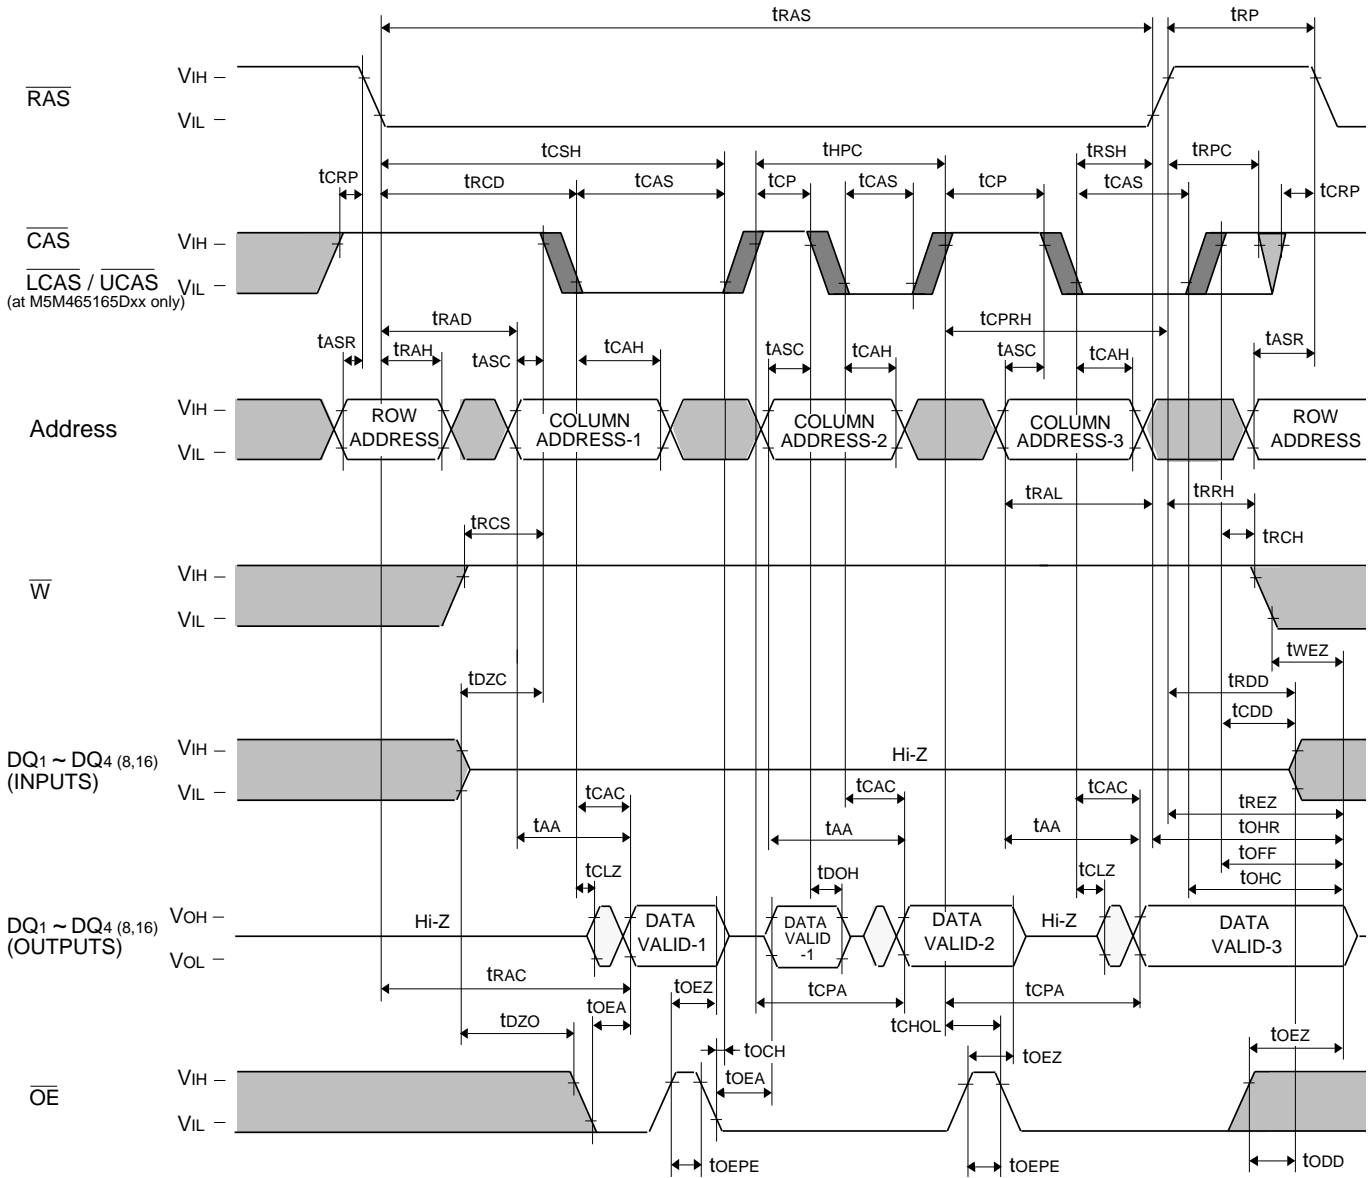 tRAS tRP
RAS VIH
VIL
tCSH tHPC tRSH tRPC
tCRP tRCD tCAS tCP tCAS tCP tCAS tCRP
CAS VIH
LCAS / UCAS VIL
(at M5M465165Dxx only)
tRAD tCPRH
tASR tRAH tASC tCAH tASC tCAH tASC tCAH tASR
Address VIH
VIL
ROW ADDRESS
COLUMN ADDRESS-1
COLUMN ADDRESS-2
COLUMN ADDRESS-3
ROW ADDRESS
tRAL tRRH
tRCS tRCH
W VIH
VIL
tWEZ
tDZC tRDD
tCDD
DQ1 ~ DQ4 (8,16)
(INPUTS)
VIH
VIL
Hi-Z
tCAC tCAC tCAC tREZ
tAA tAA tAA tOHR
tOFF
tCLZ tDOH tCLZ tOHC
DQ1 ~ DQ4 (8,16)
(OUTPUTS)
VOH
VOL
Hi-Z
DATA VALID-1
DATA VALID -1
DATA VALID-2
Hi-Z
DATA VALID-3
tRAC tOEZ tCPA tCPA
tOEA tCHOL
tDZO tOCH tOEZ tOEZ
tOEA
OE VIH
VIL
tOEPE tOEPE tODD